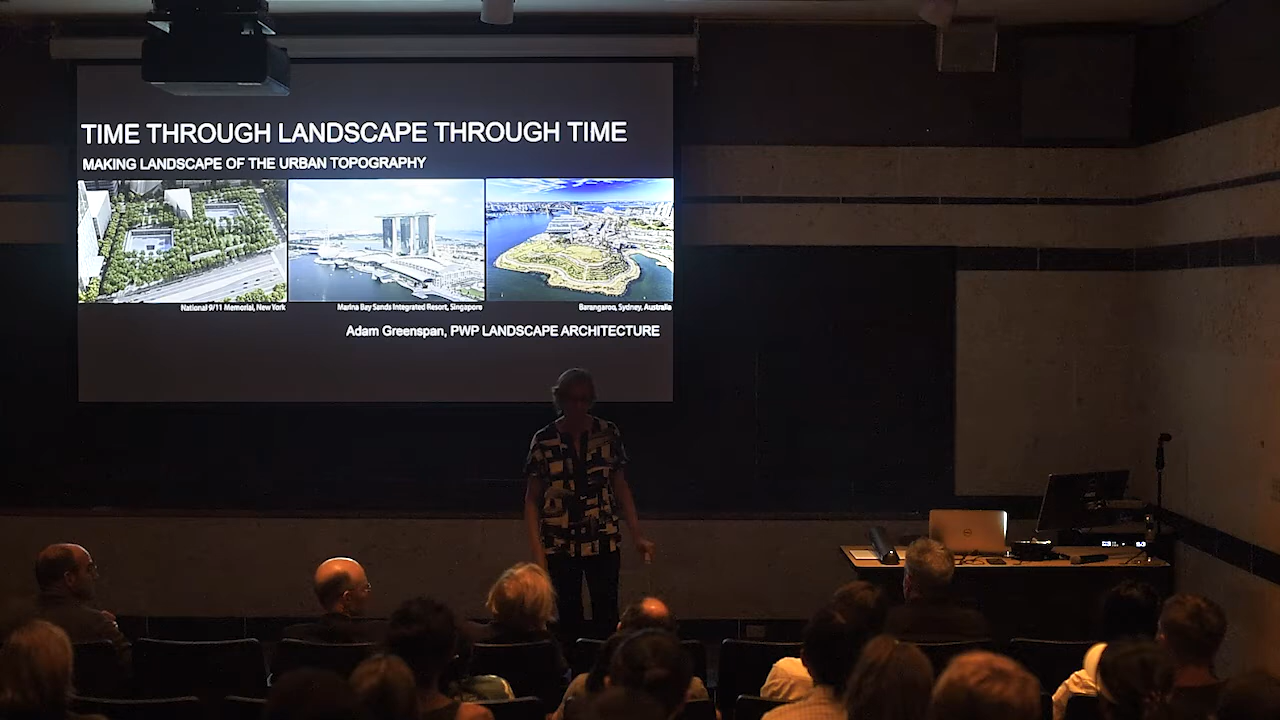 TIME THROUGH LANDSCAPE THROUGH TIME
MAKING LANDSCAPE OF THE URBAN TOPOGRAPHY
National 9/11 Memorial, New York
Marina Bay Sands Integrated Resort, Singapore
Barangaroo, Sydney, Australia
Adam Greenspan, PWP LANDSCAPE ARCHITECTURE